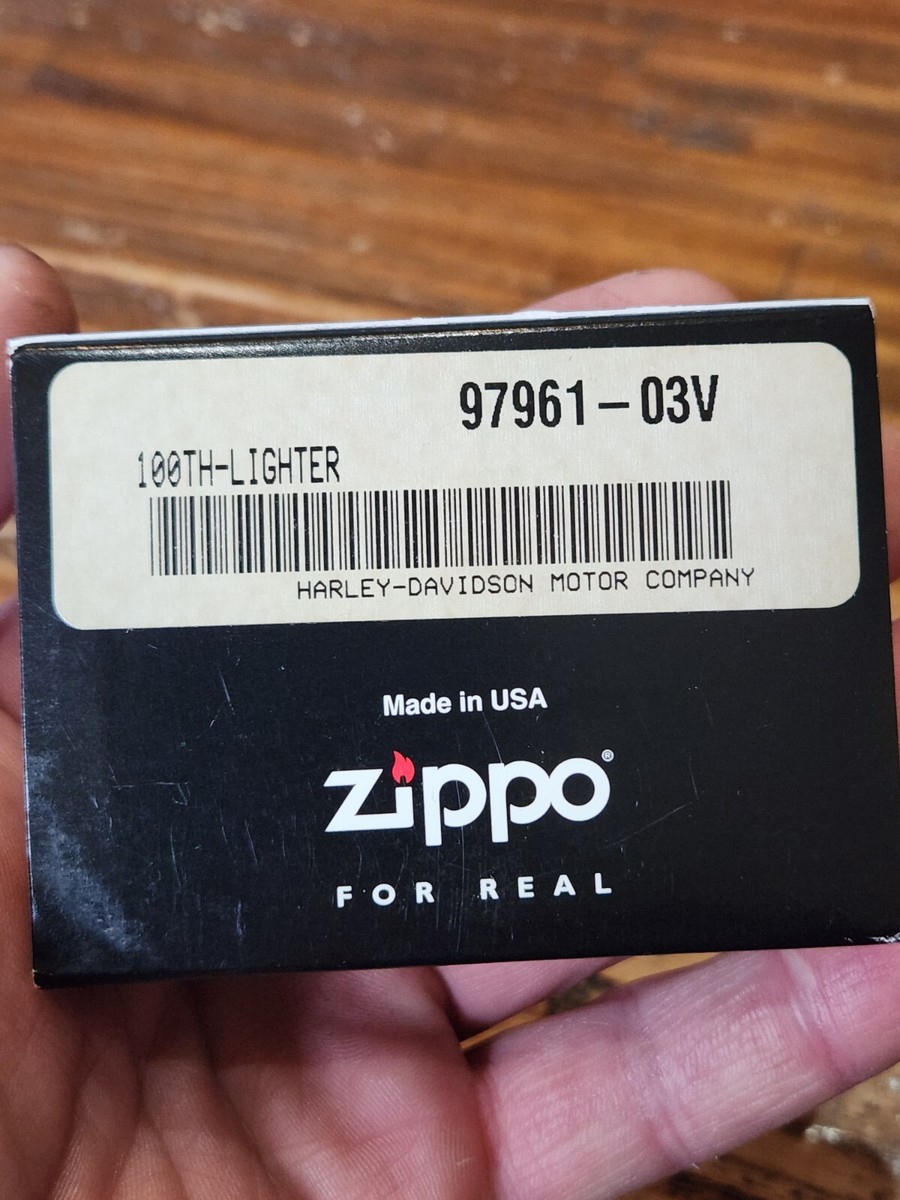 97961-03V
100TH-LIGHTER
HARLEY-DAVIDSON MOTOR COMPANY
Made in USA
zippo®
FOR REAL